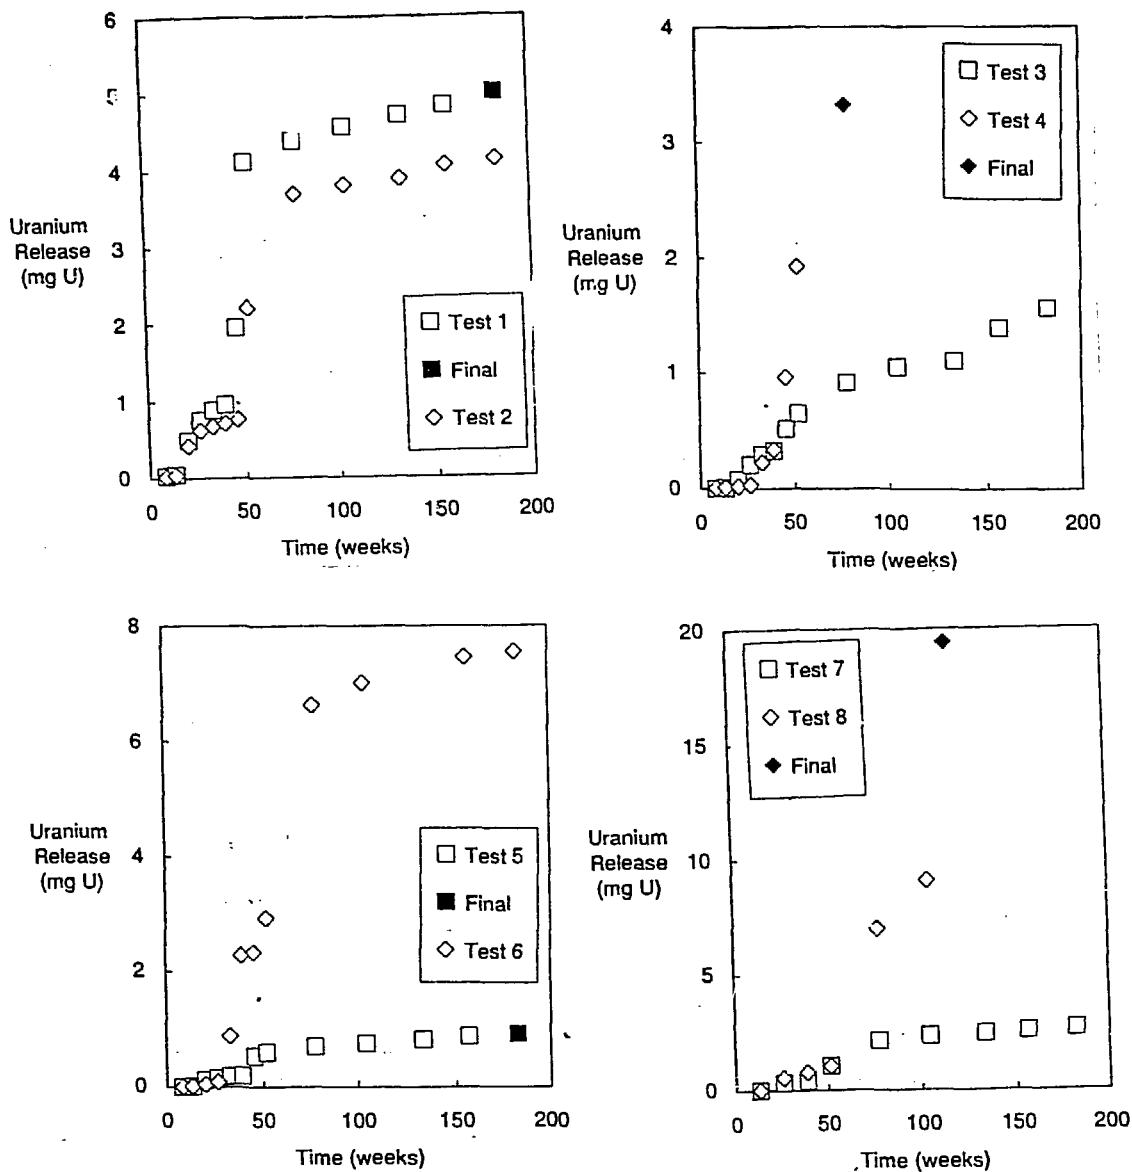 6
5
4
3
2
1
0
Uranium
Release
(mg U)
Test 1
Final
Test 2
0 50 100 150 200
Time (weeks)
4
3
2
1
0
Uranium
Release
(mg U)
Test 3
Test 4
Final
0 50 100 150 200
Time (weeks)
8
6
4
2
0
Uranium
Release
(mg U)
Test 5
Final
Test 6
0 50 100 150 200
Time (weeks)
20
15
10
5
0
Uranium
Release
(mg U)
Test 7
Test 8
Final
0 50 100 150 200
Time (weeks)